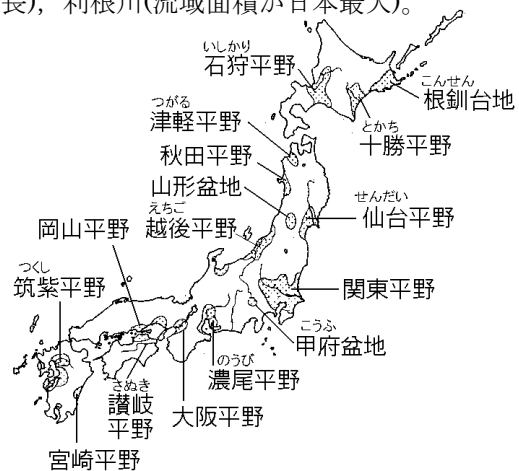 長), 利根川(流域面積が日本最大)。
いしかり
石狩平野
こんせん
根釧台地
つがる
津軽平野
とかち
十勝平野
秋田平野
山形盆地
せんだい
仙台平野
えちご
岡山平野 越後平野
つくし
筑紫平野
関東平野
こうふ
甲府盆地
のうび
濃尾平野
さぬき
讃岐
平野
大阪平野
宮崎平野